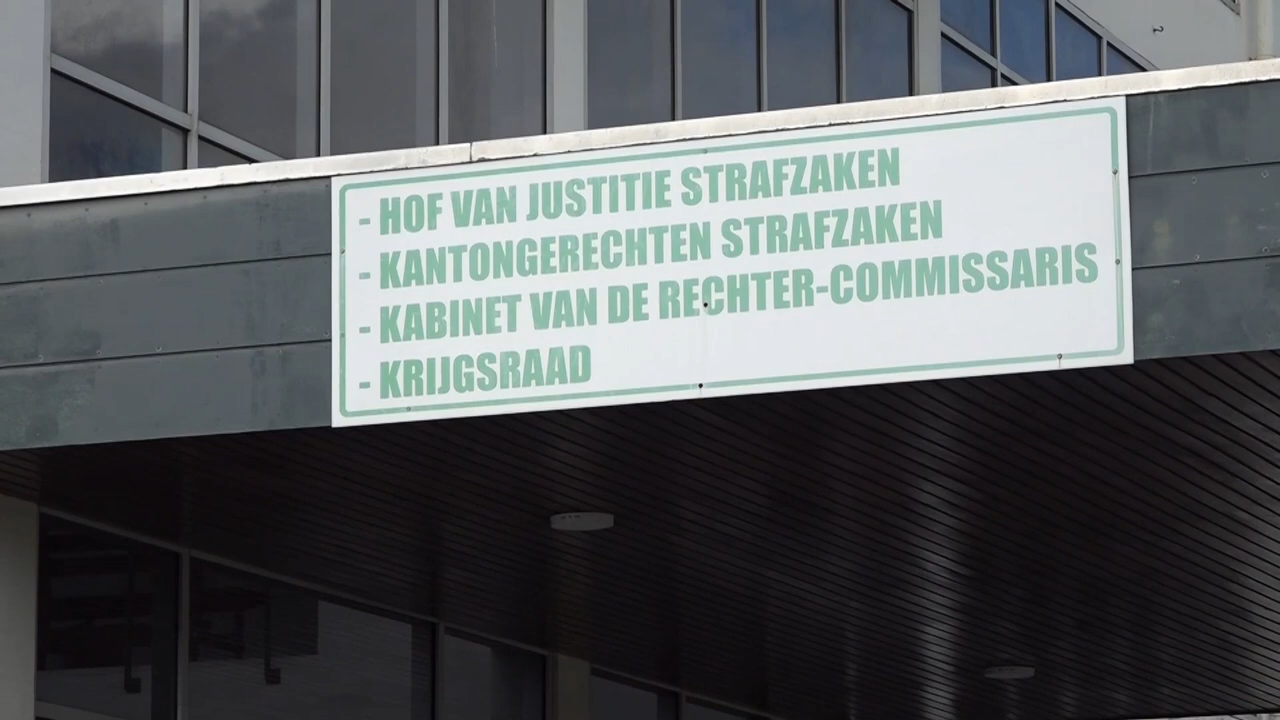 - HOF VAN JUSTITIE STRAFZAKEN
- KANTONGERECHTEN STRAFZAKEN
- KABINET VAN DE RECHTER-COMMISSARIS
- KRIJGSRAAD